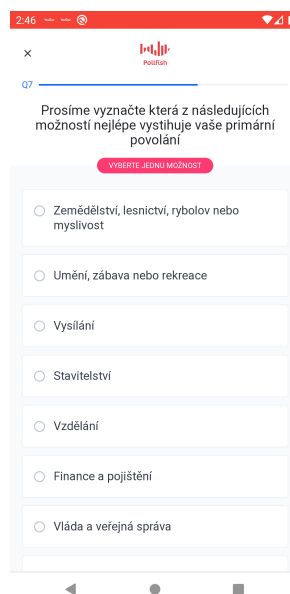 2:46
Pollfish
Q7
Prosíme vyznačte která z následujících
možností nejlépe vystihuje vaše primární
povolání
VYBERTE JEDNU MOŽNOST
Zemědělství, lesnictví, rybolov nebo
myslivost
Umění, zábava nebo rekreace
Vysílání
Stavitelství
Vzdělání
Finance a pojištění
Vláda a veřejná správa